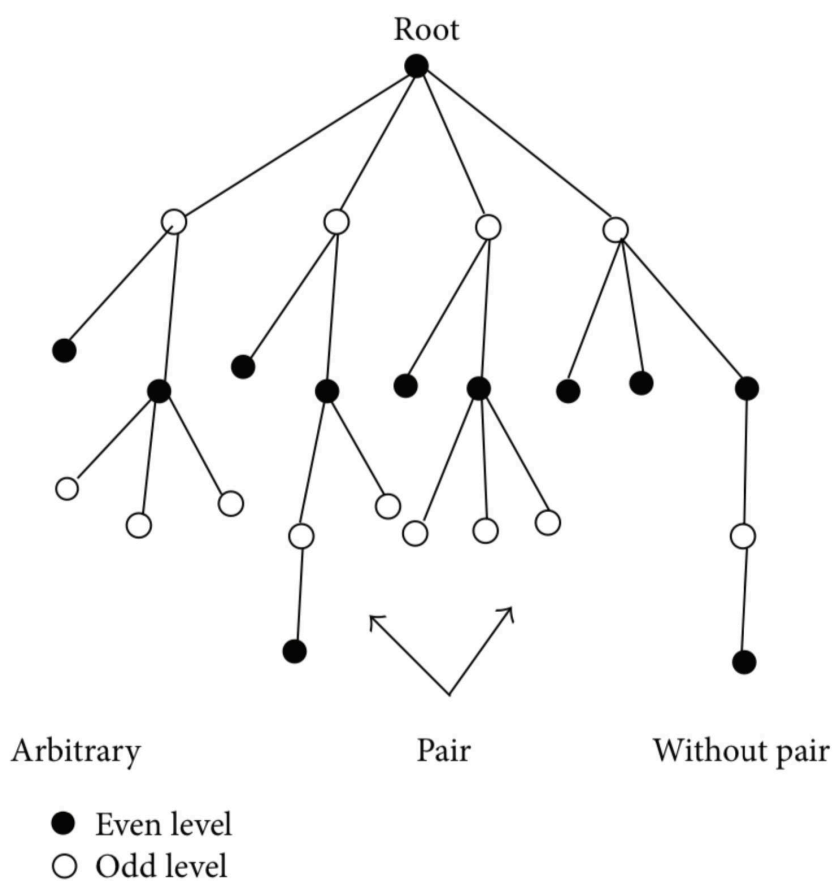 Root
Arbitrary
Pair
Without pair
Even level
Odd level